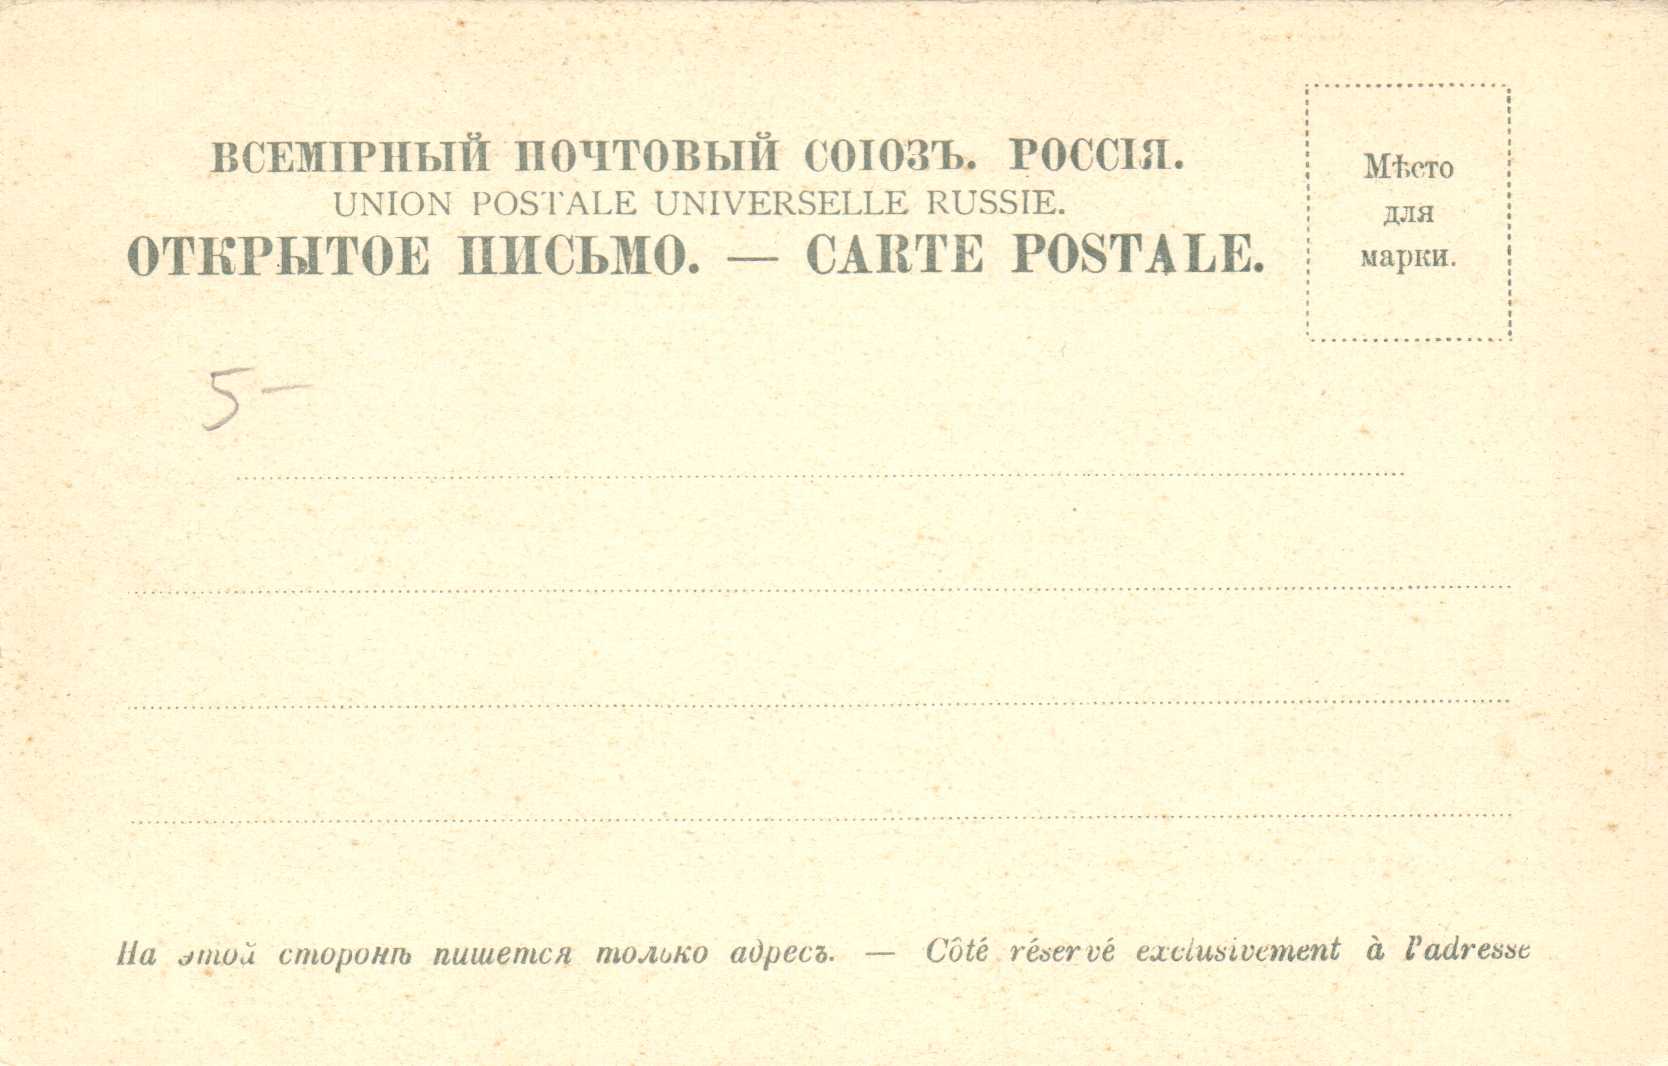 ВСЕМІРНЫЙ ПОЧТОВЫЙ СОЮЗЪ. РОССІЯ.
UNION POSTALE UNIVERSELLE RUSSIE.
ОТКРЫТОЕ ПИСЬМО. — CARTE POSTALE.
Мѣсто
для
марки.
5-
На этой сторонѣ пишется только адресъ. — Côté réservé exclusivement à l'adresse